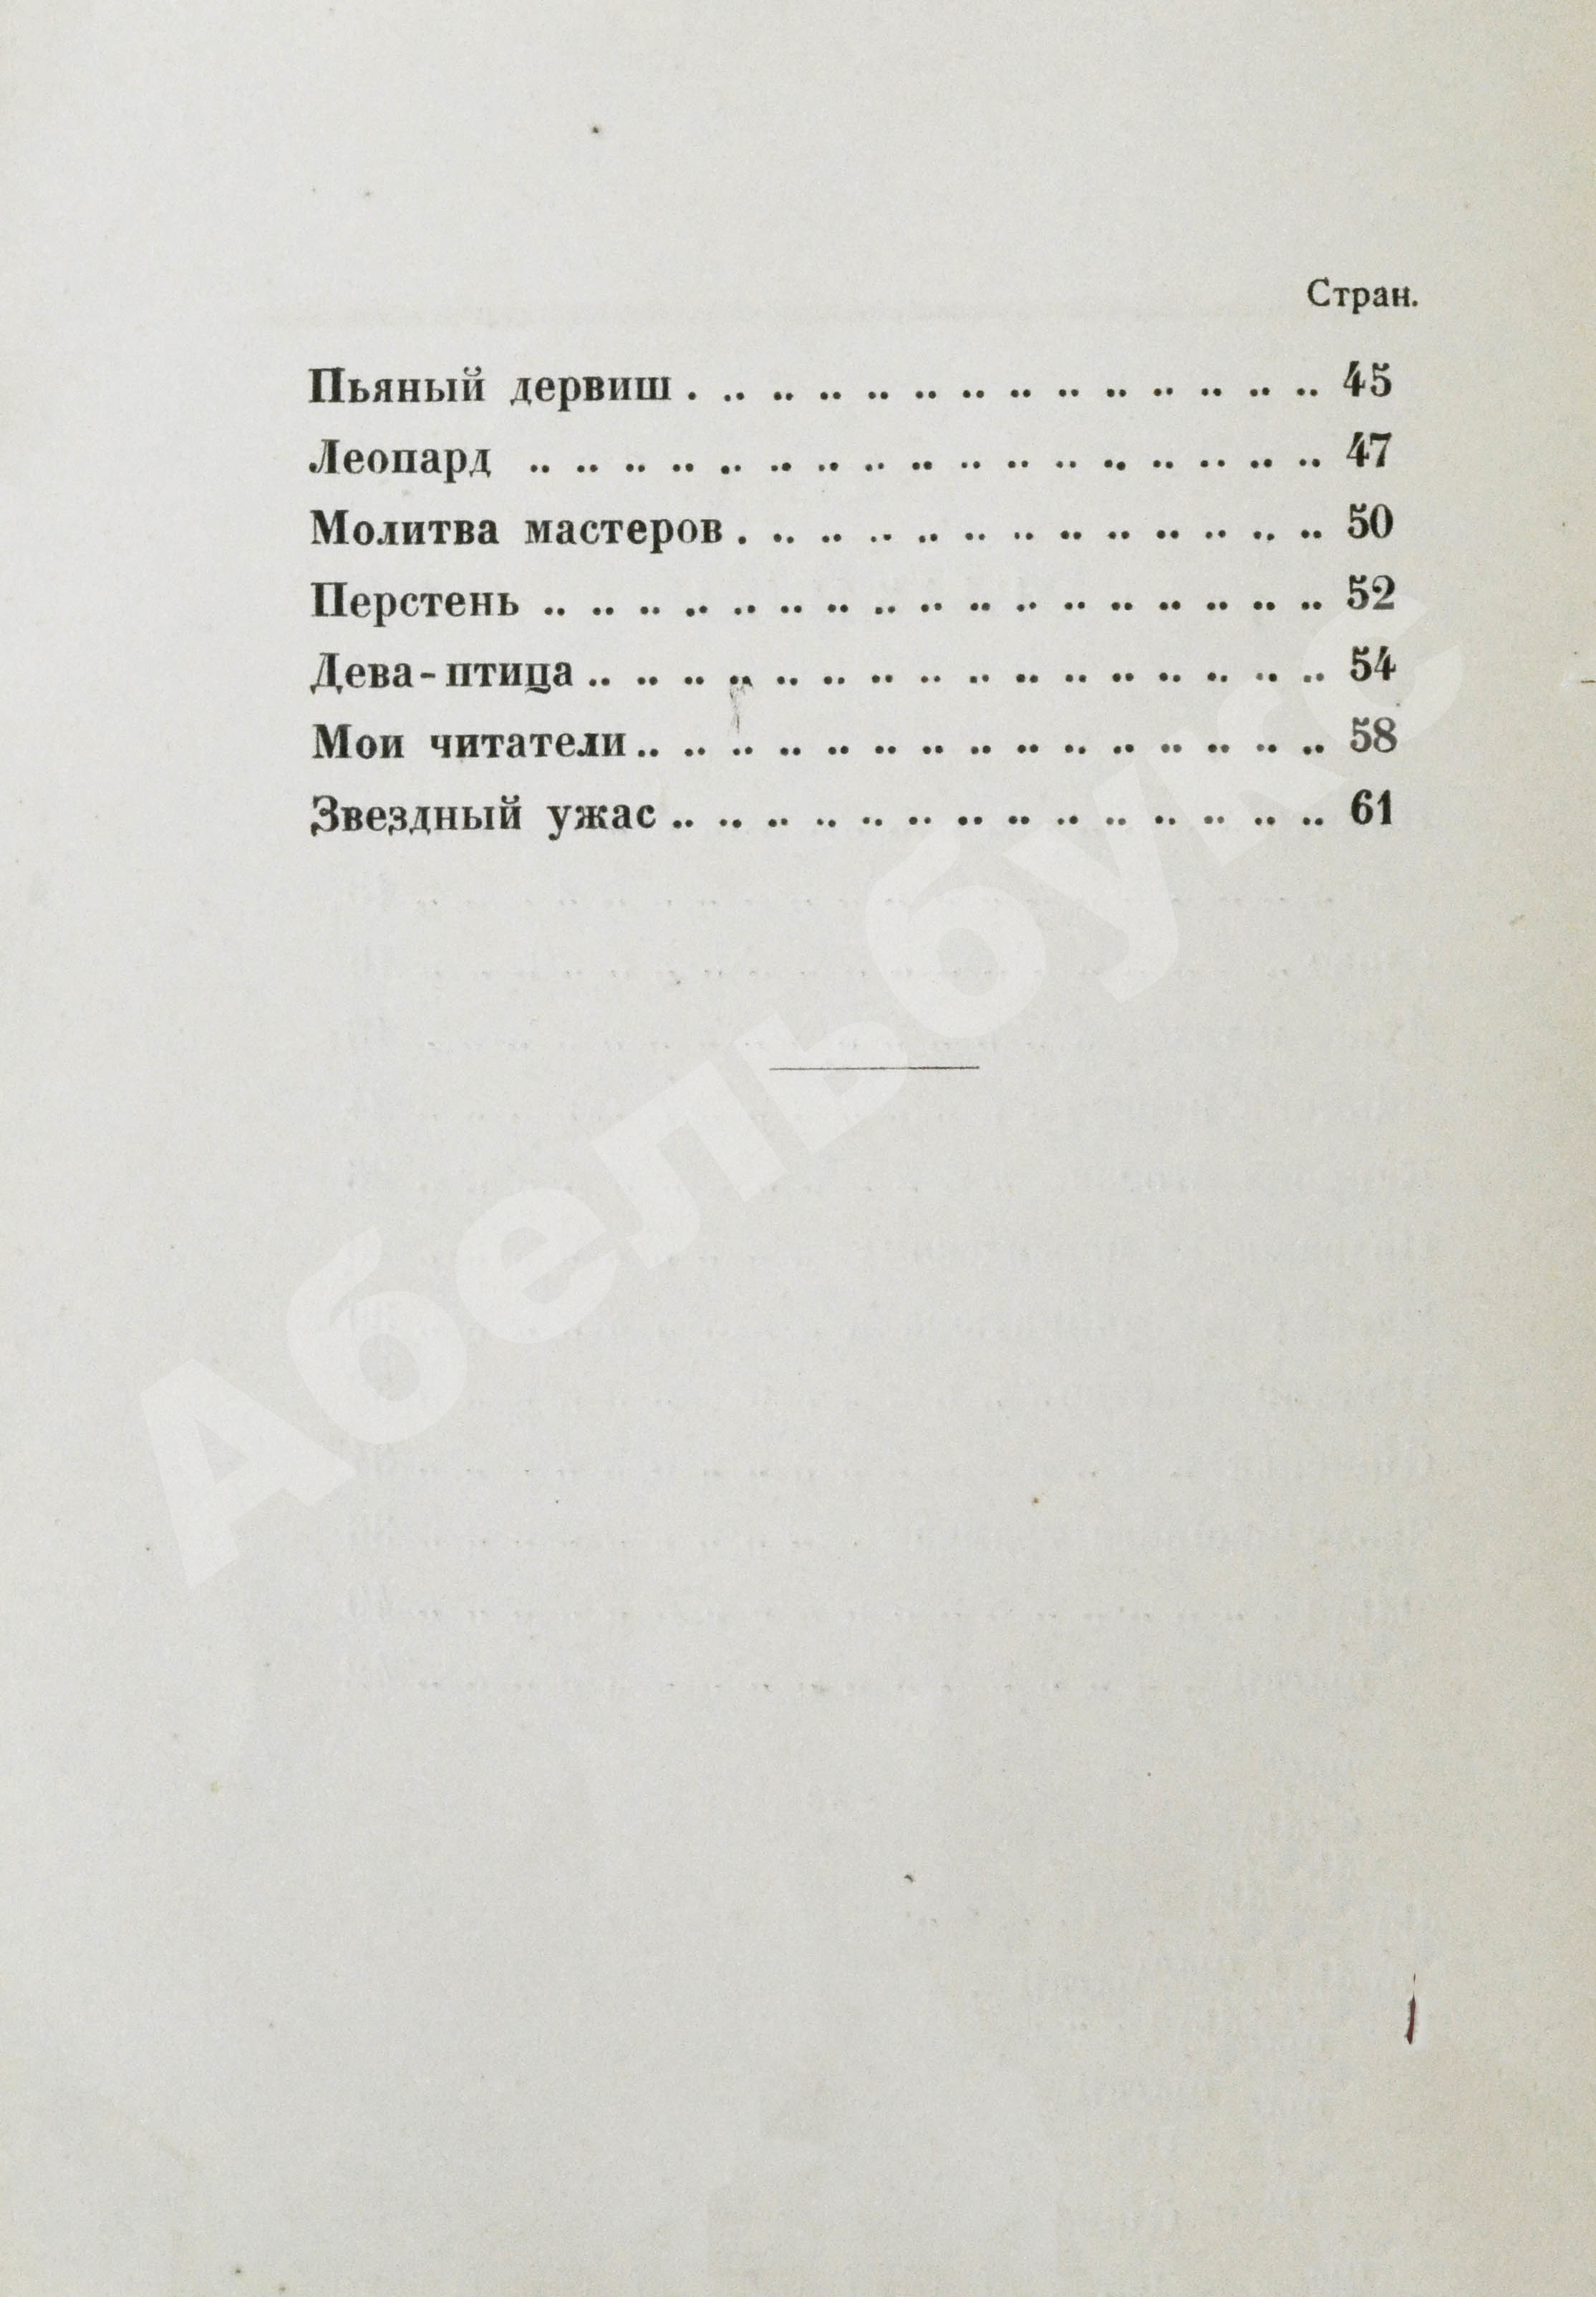 Стран.
Пьяный дервиш . .. .. .. .. .. .. .. .. .. .. .. .. .. 45
Леопард .. .. .. .. .. .. .. .. .. .. .. .. .. .. .. .. .. 47
Молитва мастеров . .. .. .. .. .. .. .. .. .. .. .. .. 50
Перстень .. .. .. .. .. .. .. .. .. .. .. .. .. .. .. .. .. 52
Дева-птица .. .. .. .. .. .. .. .. .. .. .. .. .. .. .. .. 54
Мои читатели .. .. .. .. .. .. .. .. .. .. .. .. .. .. .. 58
Звездный ужас .. .. .. .. .. .. .. .. .. .. .. .. .. .. 61
Абельбукс